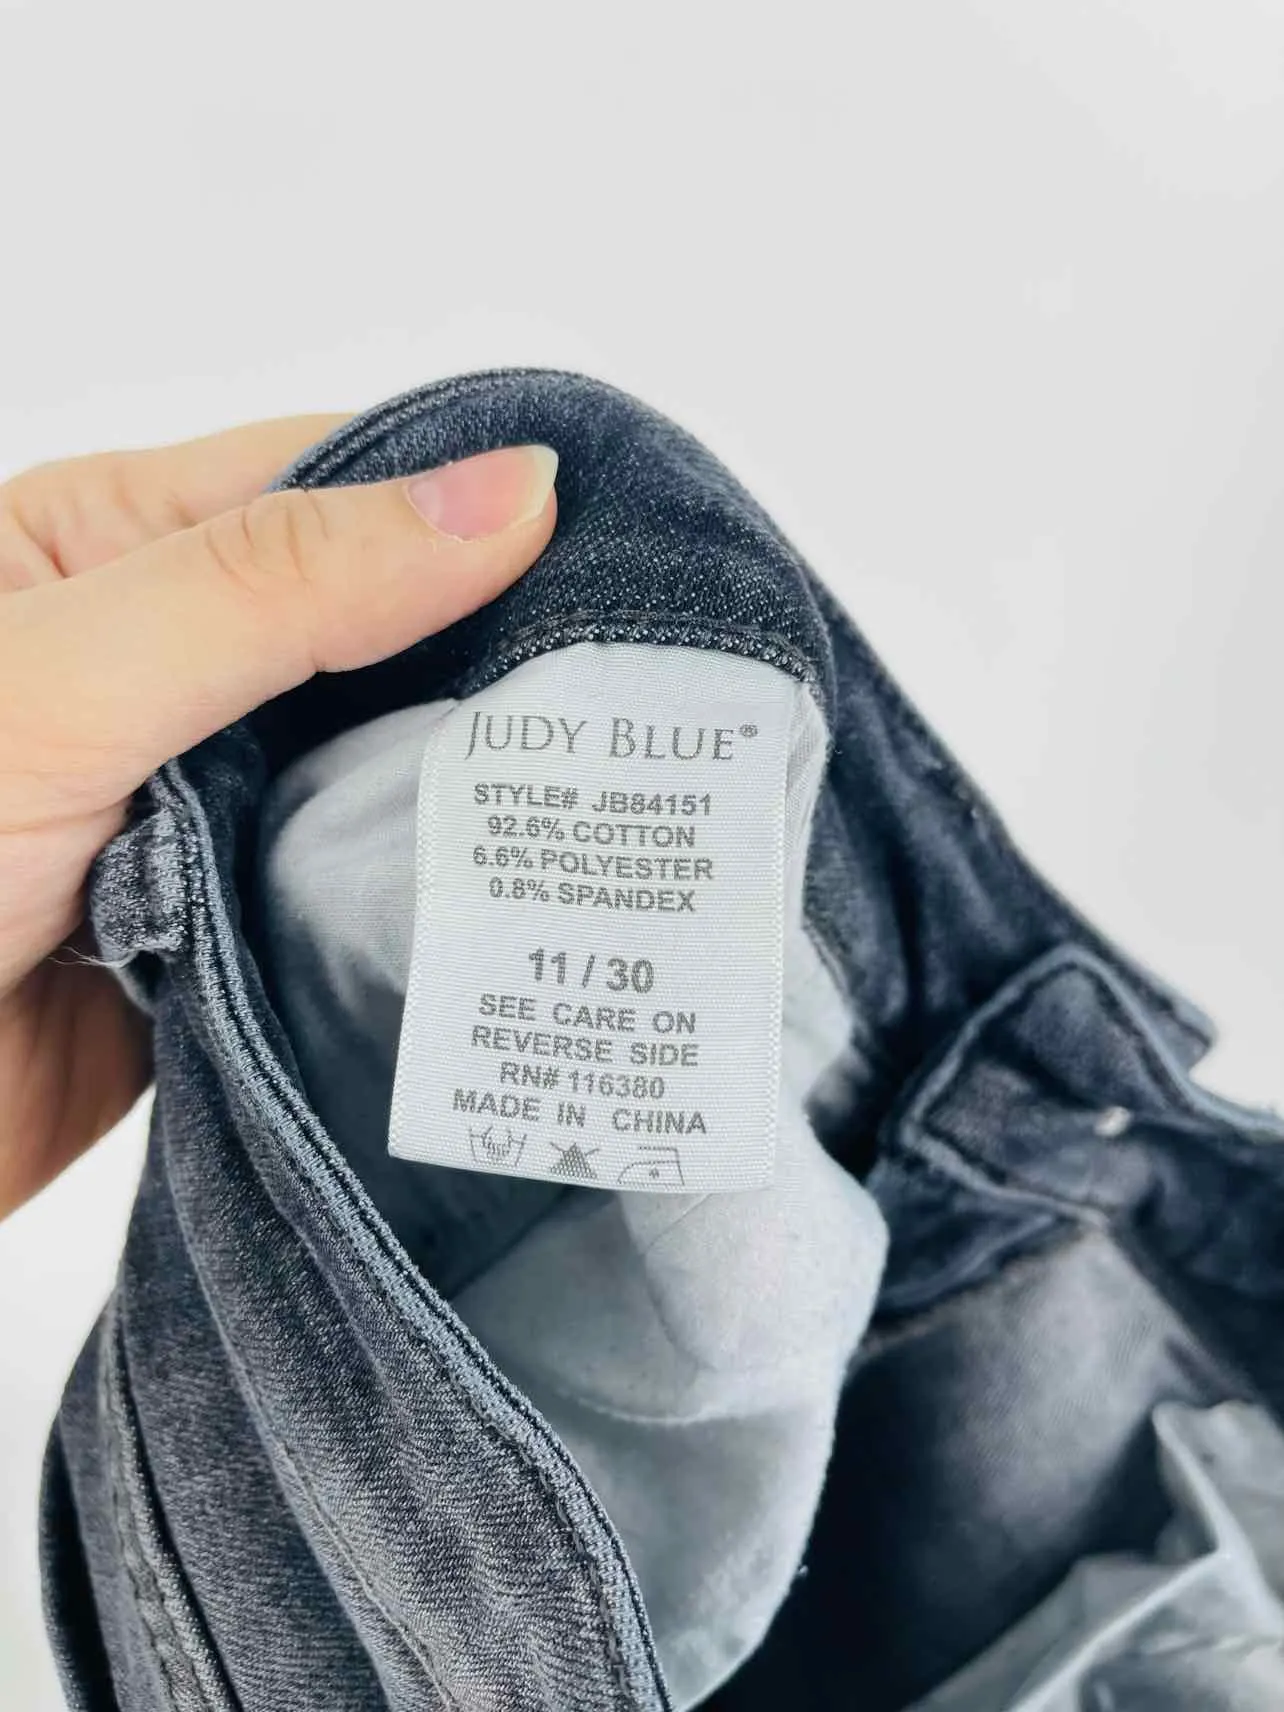 JUDY BLUE®
STYLE# JB84151
92.6% COTTON
6.6% POLYESTER
0.8% SPANDEX
11 / 30
SEE CARE ON
REVERSE SIDE
RN# 116380
MADE IN CHINA